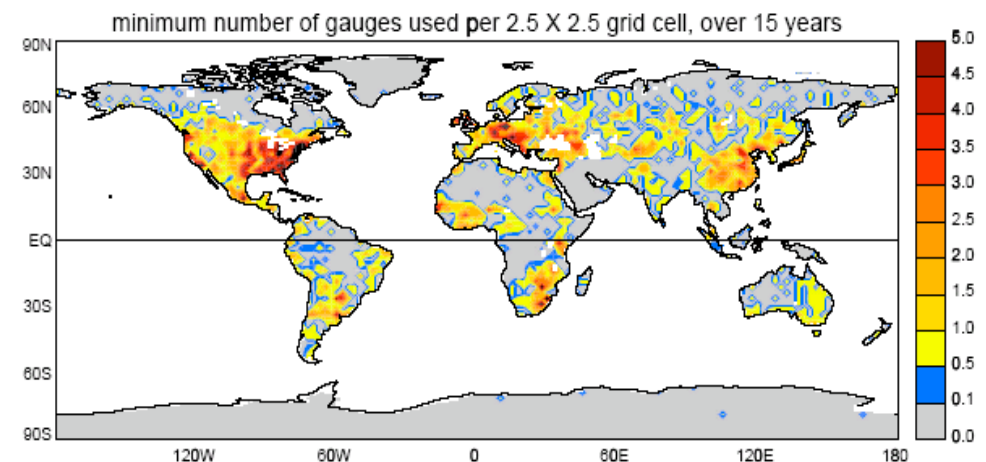 minimum number of gauges used per 2.5 X 2.5 grid cell, over 15 years
90N
60N
30N
EQ
30S
60S
90S
120W
60W
0
60E
120E
180
5.0
4.5
4.0
3.5
3.0
2.5
2.0
1.5
1.0
0.5
0.1
0.0